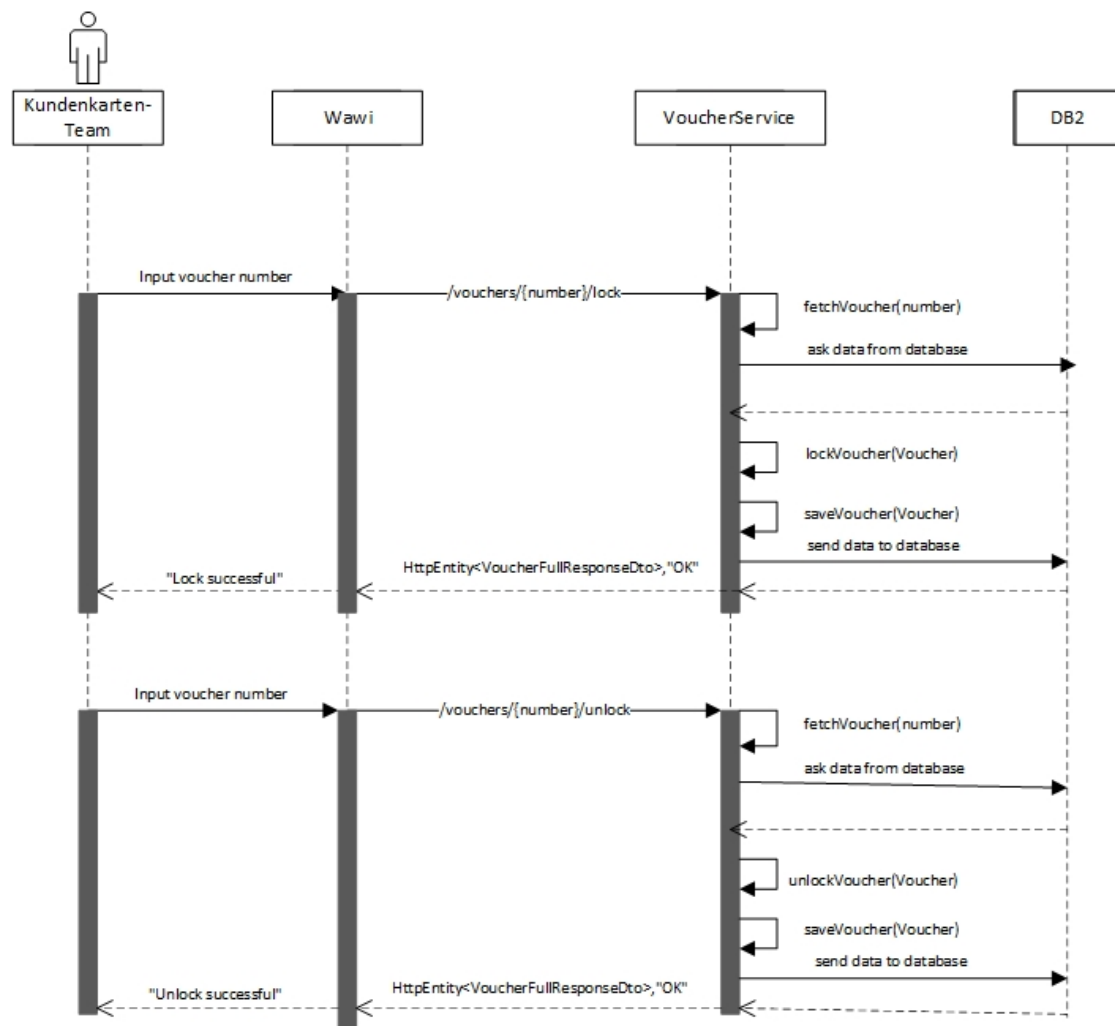 Kundenkarten-
Team
Wawi
VoucherService
DB2
Input voucher number
/vouchers/{number}/lock
fetchVoucher(number)
ask data from database
lockVoucher(Voucher)
saveVoucher(Voucher)
send data to database
HttpEntity<VoucherFullResponseDto>,"OK"
"Lock successful"
Input voucher number
/vouchers/{number}/unlock
fetchVoucher(number)
ask data from database
unlockVoucher(Voucher)
saveVoucher(Voucher)
send data to database
HttpEntity<VoucherFullResponseDto>,"OK"
"Unlock successful"